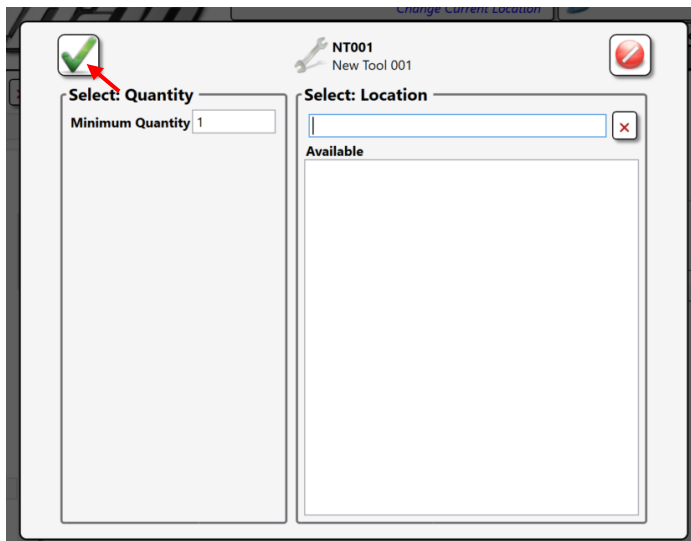 Change Current Location
NT001
New Tool 001
Select: Quantity
Minimum Quantity 1
Select: Location
Available